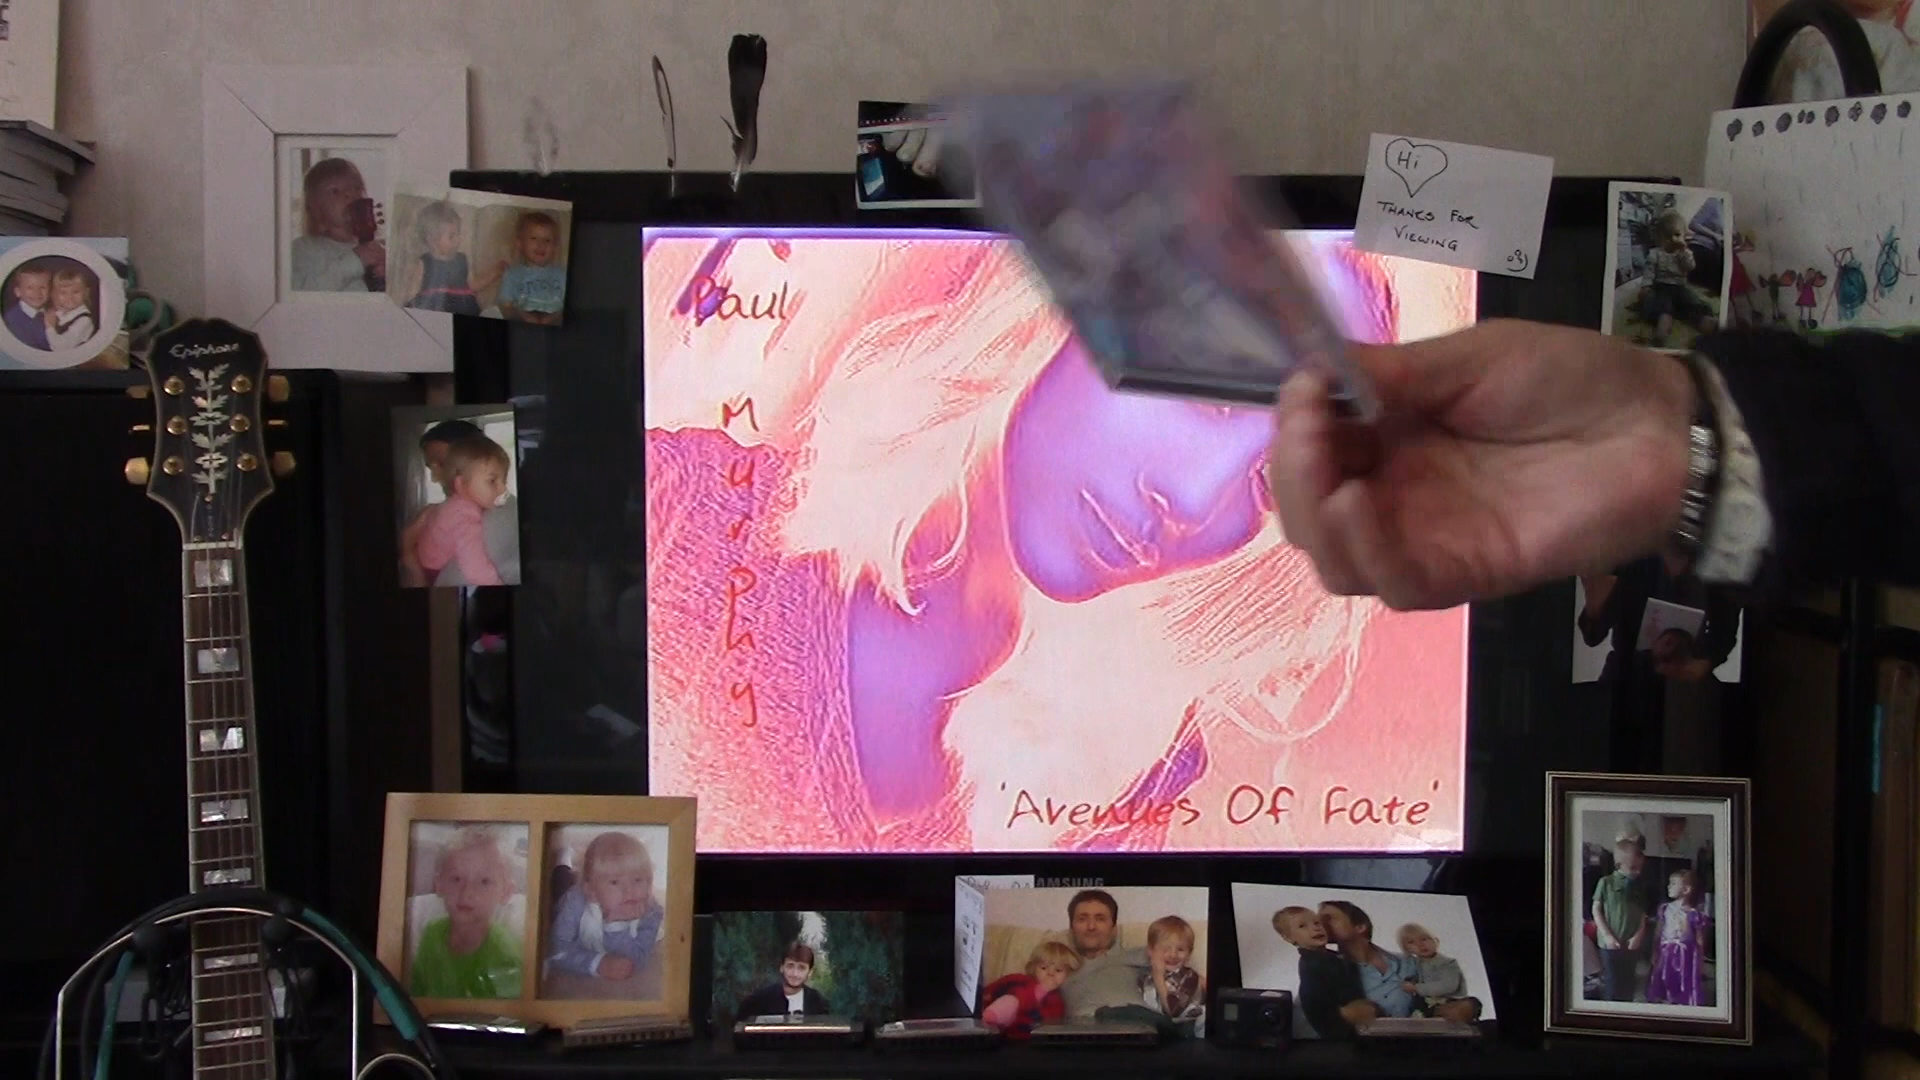 Epiphone
Hi
THANKS FOR
VIEWING
Paul
Murphy
'Avenues Of Fate'
SAMSUNG